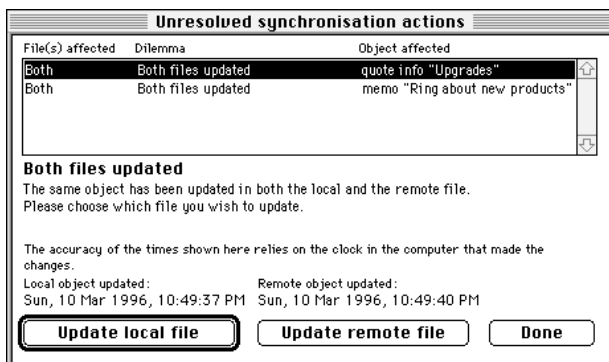 Unresolved synchronisation actions
File(s) affected Dilemma Object affected
Both Both files updated quote info "Upgrades"
Both Both files updated memo "Ring about new products"
Both files updated
The same object has been updated in both the local and the remote file.
Please choose which file you wish to update.
The accuracy of the times shown here relies on the clock in the computer that made the
changes.
Local object updated: Remote object updated:
Sun, 10 Mar 1996, 10:49:37 PM Sun, 10 Mar 1996, 10:49:40 PM
Update local file Update remote file Done